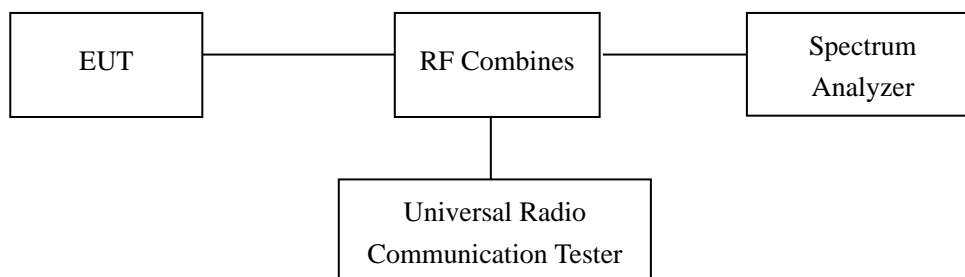 EUT
RF Combines
Spectrum
Analyzer
Universal Radio
Communication Tester